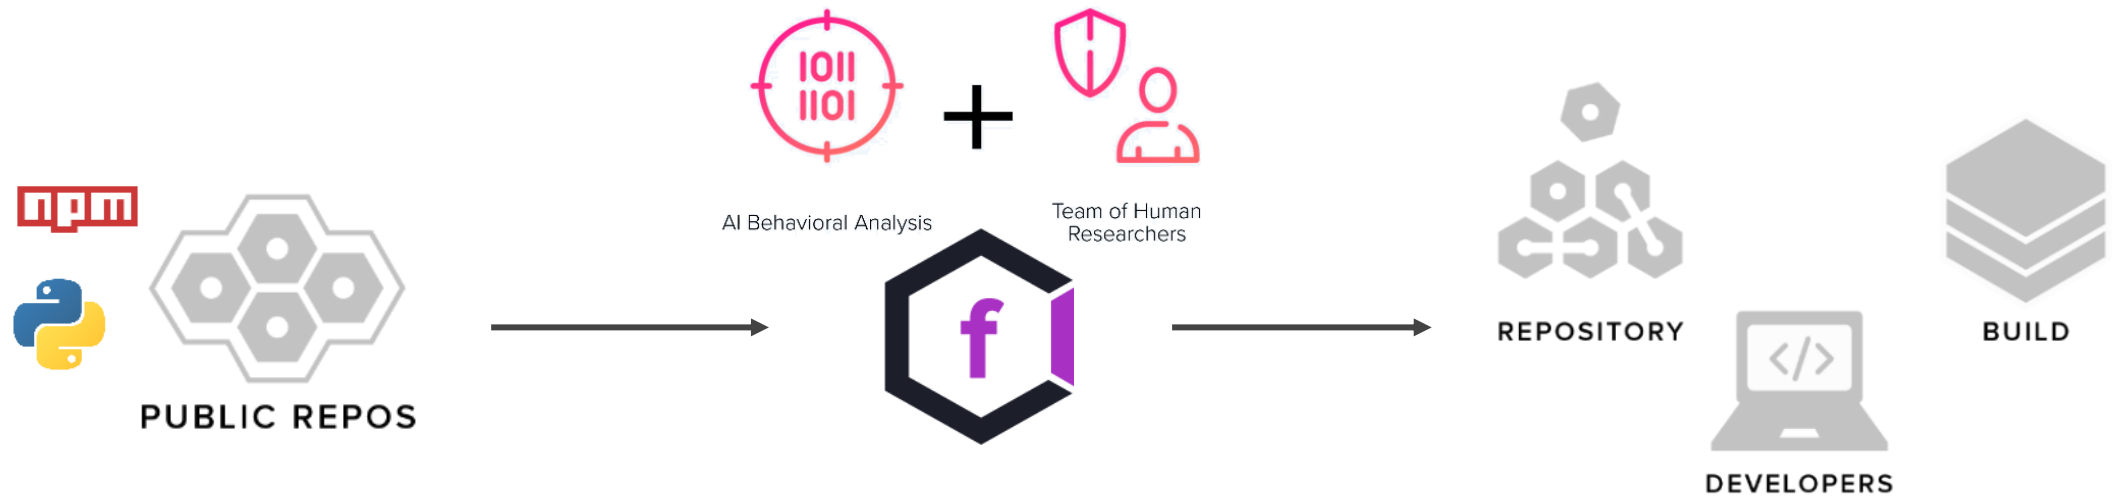 npm
PUBLIC REPOS
1011
1101
AI Behavioral Analysis
Team of Human
Researchers
f
REPOSITORY
</>
DEVELOPERS
BUILD